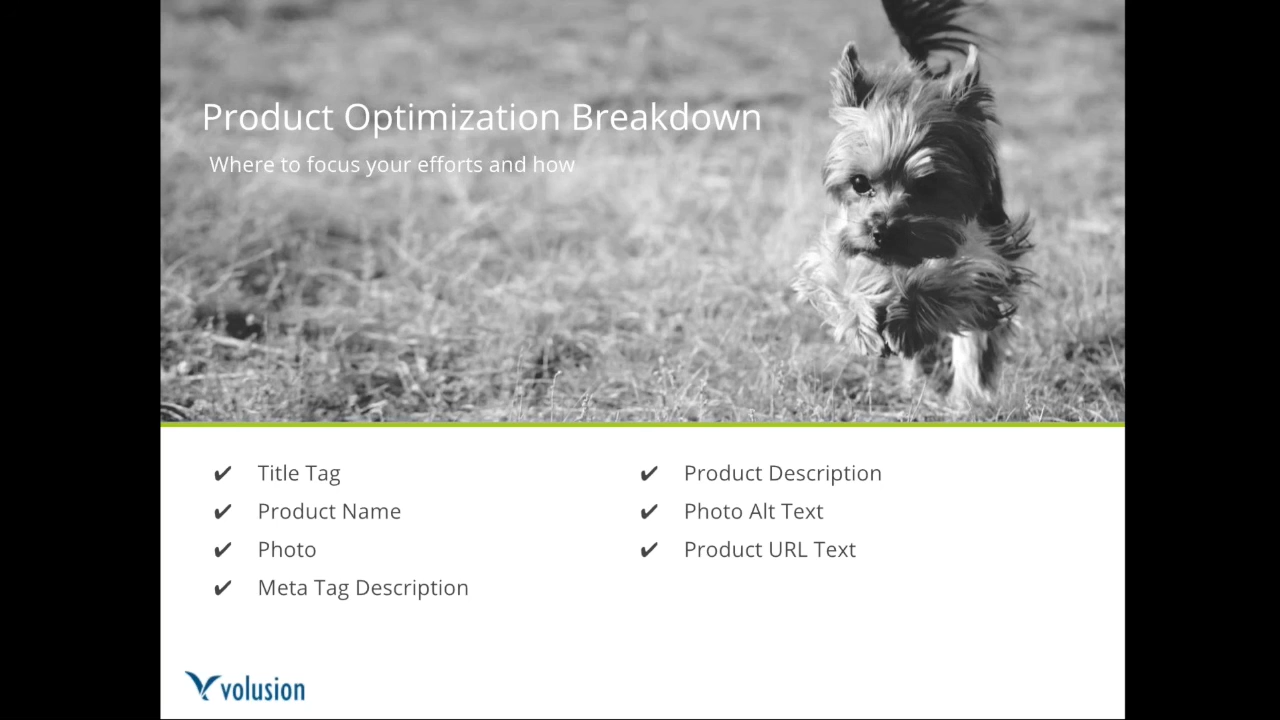 Product Optimization Breakdown
Where to focus your efforts and how
✔ Title Tag
✔ Product Name
✔ Photo
✔ Meta Tag Description
✔ Product Description
✔ Photo Alt Text
✔ Product URL Text
volusion